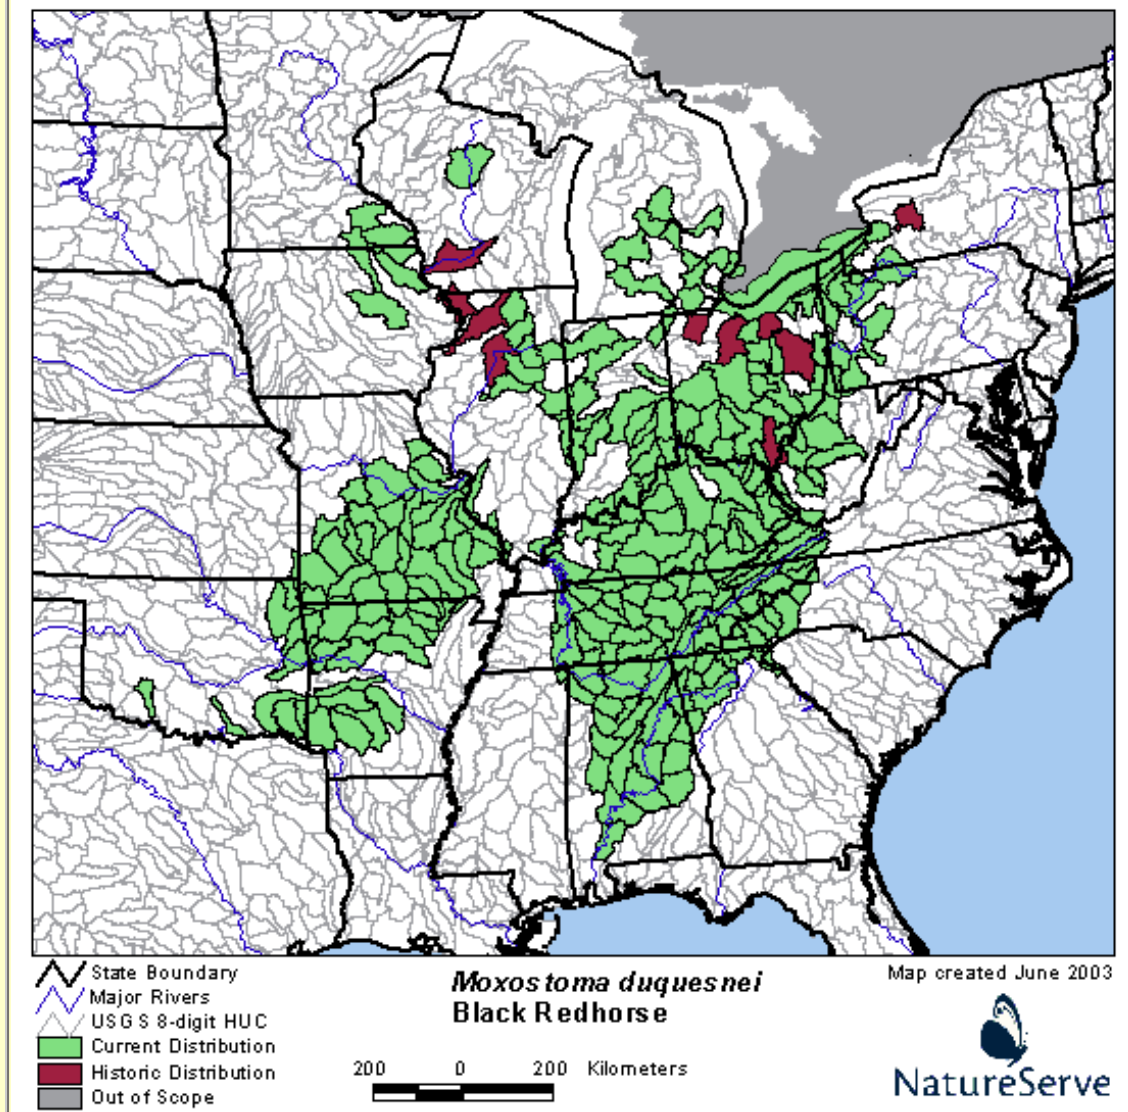 State Boundary
Major Rivers
USGS 8-digit HUC
Current Distribution
Historic Distribution
Out of Scope
Moxostoma duquesnei
Black Redhorse
200 0 200 Kilometers
Map created June 2003
NatureServe